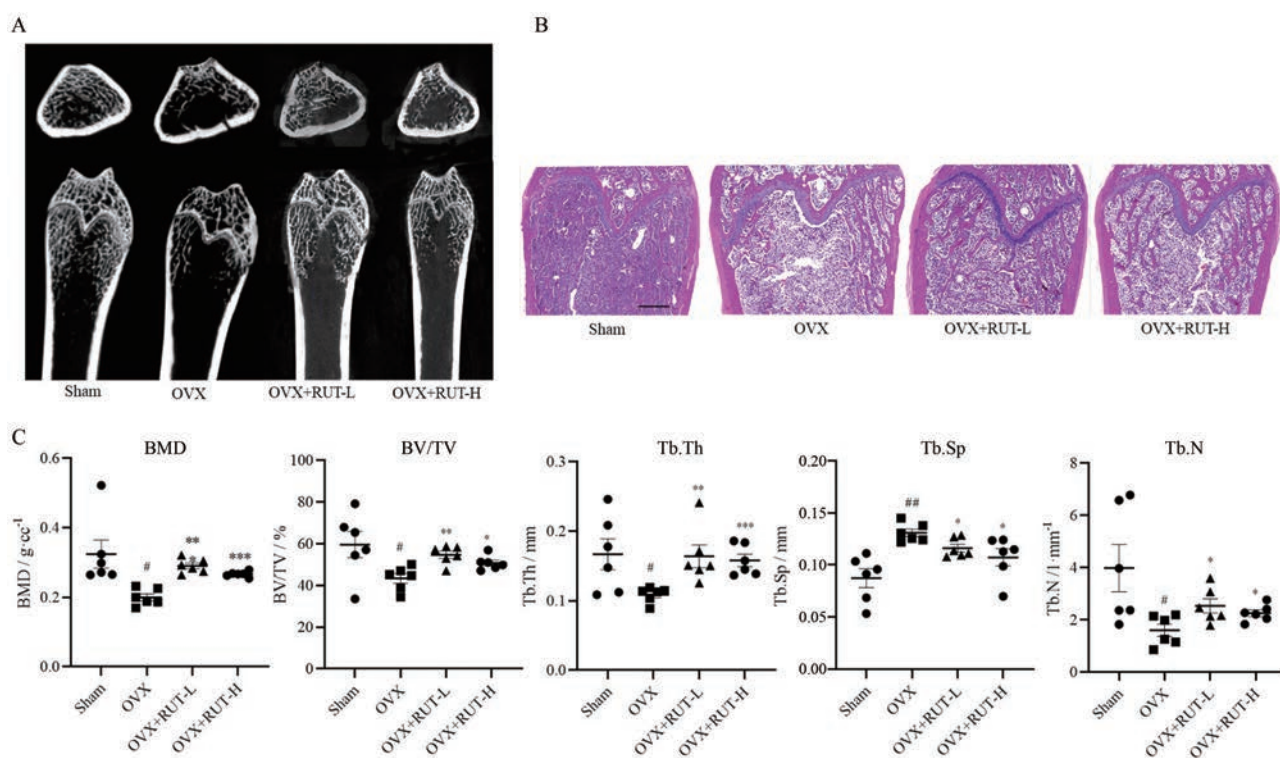 A
B
Sham OVX OVX+RUT-L OVX+RUT-H
Sham OVX OVX+RUT-L OVX+RUT-H
C
BMD BV/TV Tb.Th Tb.Sp Tb.N
BMD / g·cc⁻¹
0.6
0.4
0.2
0.0
#
**
*
***
Sham
OVX
OVX+RUT-L
OVX+RUT-H
BV/TV / %
100
80
60
40
20
0
#
**
*
Sham
OVX
OVX+RUT-L
OVX+RUT-H
Tb.Th / mm
0.3
0.2
0.1
0.0
#
**
***
Sham
OVX
OVX+RUT-L
OVX+RUT-H
Tb.Sp / mm
0.20
0.15
0.10
0.05
0.00
##
*
*
Sham
OVX
OVX+RUT-L
OVX+RUT-H
Tb.N /1·mm⁻¹
8
6
4
2
0
#
*
*
Sham
OVX
OVX+RUT-L
OVX+RUT-H